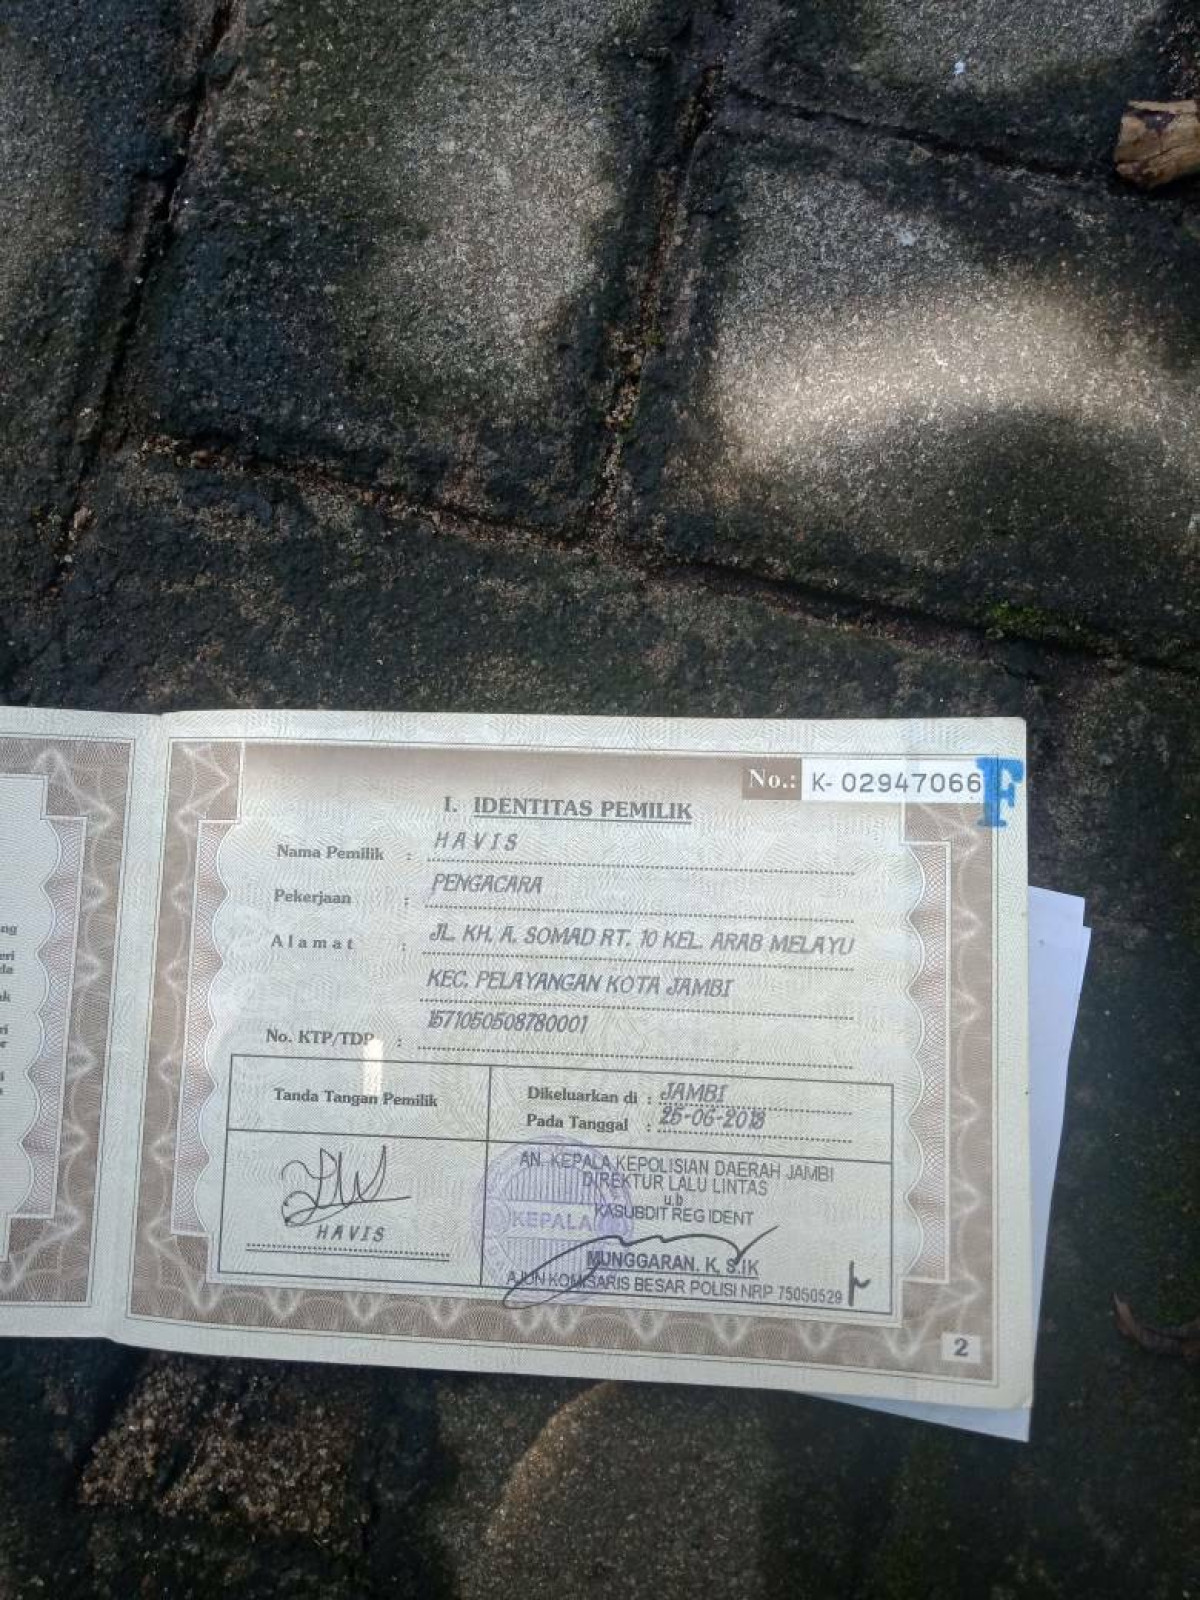 No.: K- 02947066 F
I. IDENTITAS PEMILIK
Nama Pemilik : HAVIS
Pekerjaan : PENGACARA
Alamat : JL. KH. A. SOMAD RT. 10 KEL. ARAB MELAYU
KEC. PELAYANGAN KOTA JAMBI
No. KTP/TDP : 1571050508780001
Tanda Tangan Pemilik
Dikeluarkan di : JAMBI
Pada Tanggal : 25-06-2018
HAVIS
AN. KEPALA KEPOLISIAN DAERAH JAMBI
DIREKTUR LALU LINTAS
u.b
KASUBDIT REG IDENT
KEPALA
MUNGGARAN. K, S.IK
AJUN KOMISARIS BESAR POLISI NRP 75050529
2